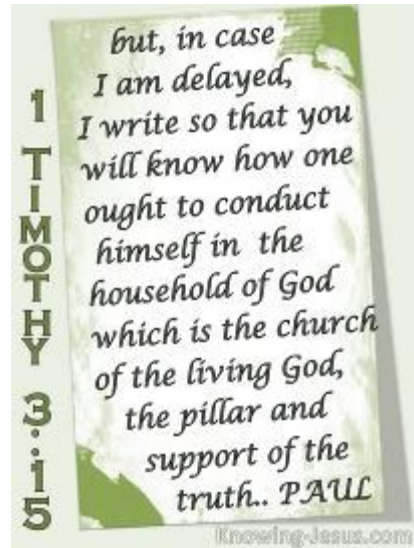 1 TIMOTHY 3:15
but, in case
I am delayed,
I write so that you
will know how one
ought to conduct
himself in the
household of God
which is the church
of the living God,
the pillar and
support of the
truth.. PAUL
Knowing-Jesus.com